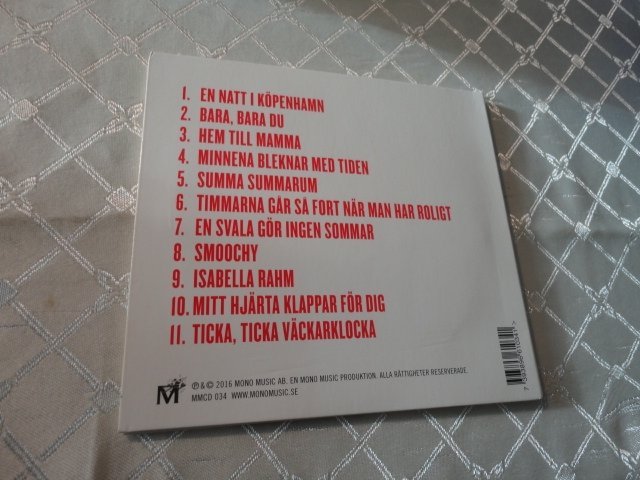 1. EN NATT I KÖPENHAMN
2. BARA, BARA DU
3. HEM TILL MAMMA
4. MINNENA BLEKNAR MED TIDEN
5. SUMMA SUMMARUM
6. TIMMARNA GÅR SÅ FORT NÄR MAN HAR ROLIGT
7. EN SVALA GÖR INGEN SOMMAR
8. SMOOCHY
9. ISABELLA RAHM
10. MITT HJÄRTA KLAPPAR FÖR DIG
11. TICKA, TICKA VÄCKARKLOCKA
M
℗ & © 2016 MONO MUSIC AB. EN MONO MUSIC PRODUKTION. ALLA RÄTTIGHETER RESERVERADE.
MMCD 034 WWW.MONOMUSIC.SE